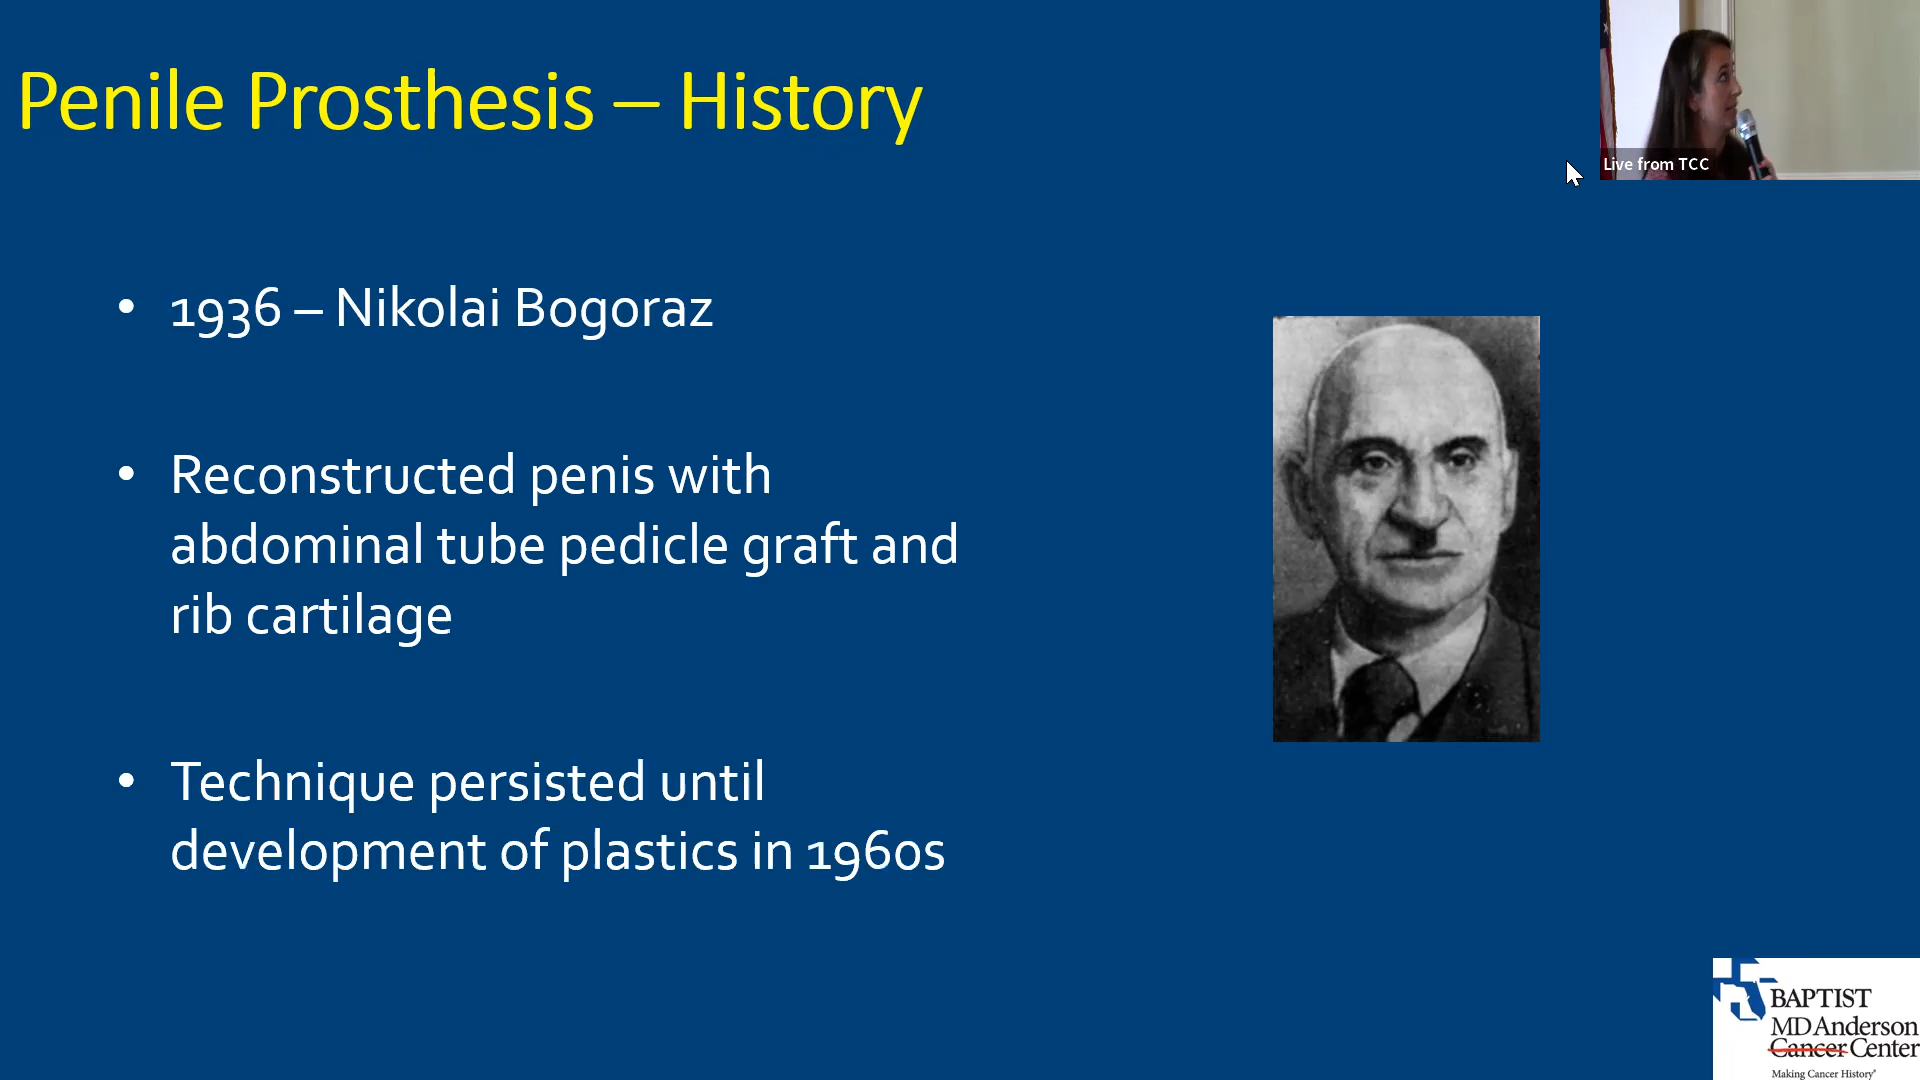 Penile Prosthesis – History
Live from TCC
• 1936 – Nikolai Bogoraz
• Reconstructed penis with
abdominal tube pedicle graft and
rib cartilage
• Technique persisted until
development of plastics in 1960s
BAPTIST
MD Anderson
Cancer Center
Making Cancer History®